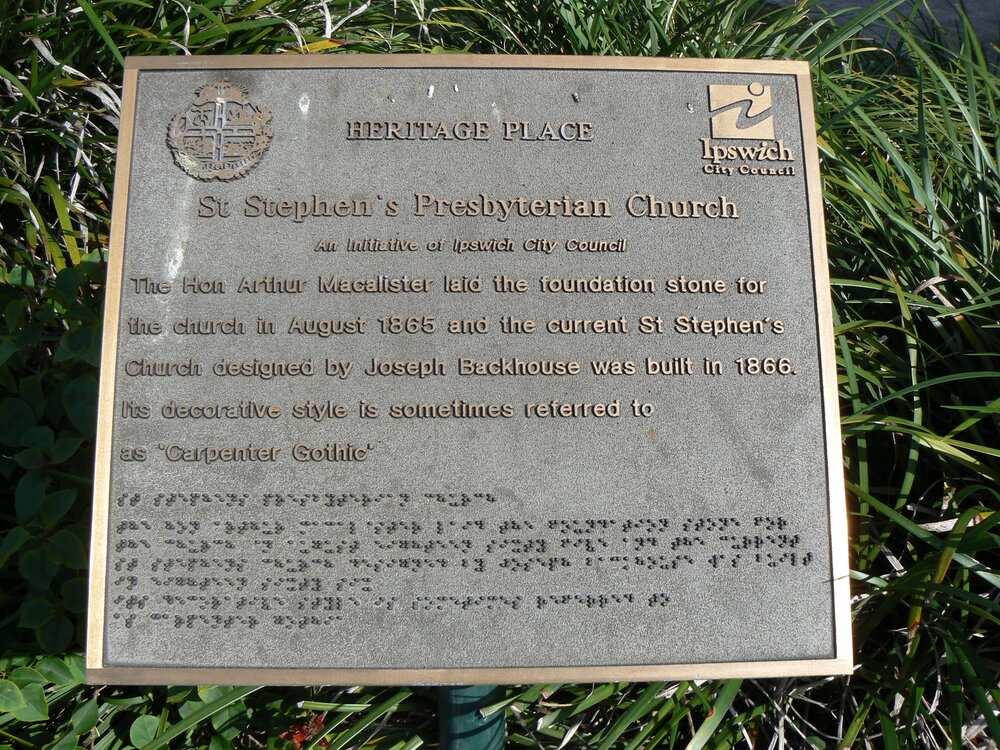 HERITAGE PLACE
Ipswich
City Council
St Stephen's Presbyterian Church
An Initiative of Ipswich City Council
The Hon Arthur Macalister laid the foundation stone for
the church in August 1865 and the current St Stephen's
Church designed by Joseph Backhouse was built in 1866.
Its decorative style is sometimes referred to
as 'Carpenter Gothic'